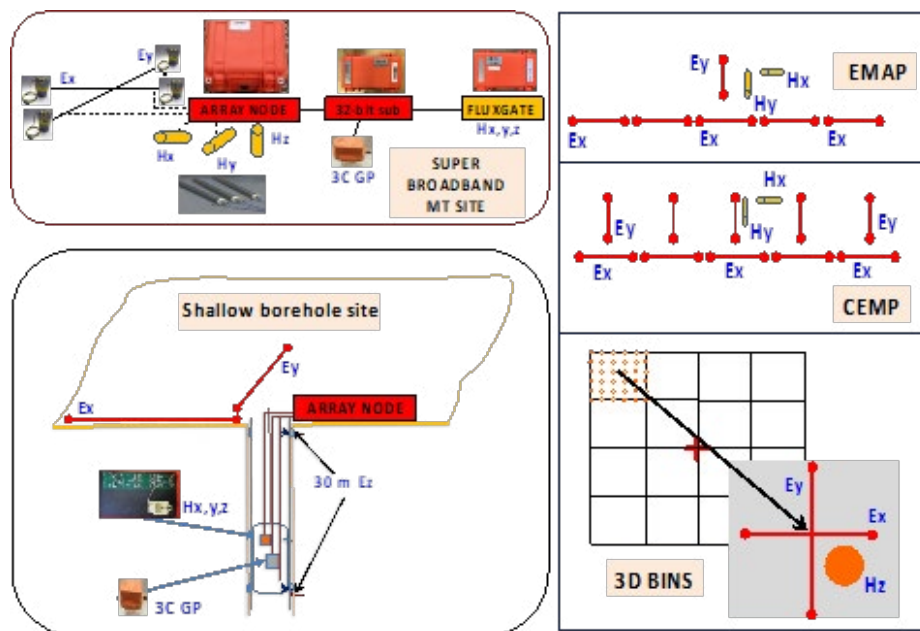 Ey
Ex
ARRAY NODE
32-bit sub
FLUXGATE
Hx,y,z
Hx
Hy
Hz
3C GP
SUPER
BROADBAND
MT SITE
Shallow borehole site
Ey
Ex
ARRAY NODE
30 m Ez
Hx,y,z
3C GP
Ey
Hx
Hy
EMAP
Ex
Ex
Ex
Hx
Ey
Hy
Ey
Ex
Ex
Ex
CEMP
Ey
Ex
Hz
3D BINS